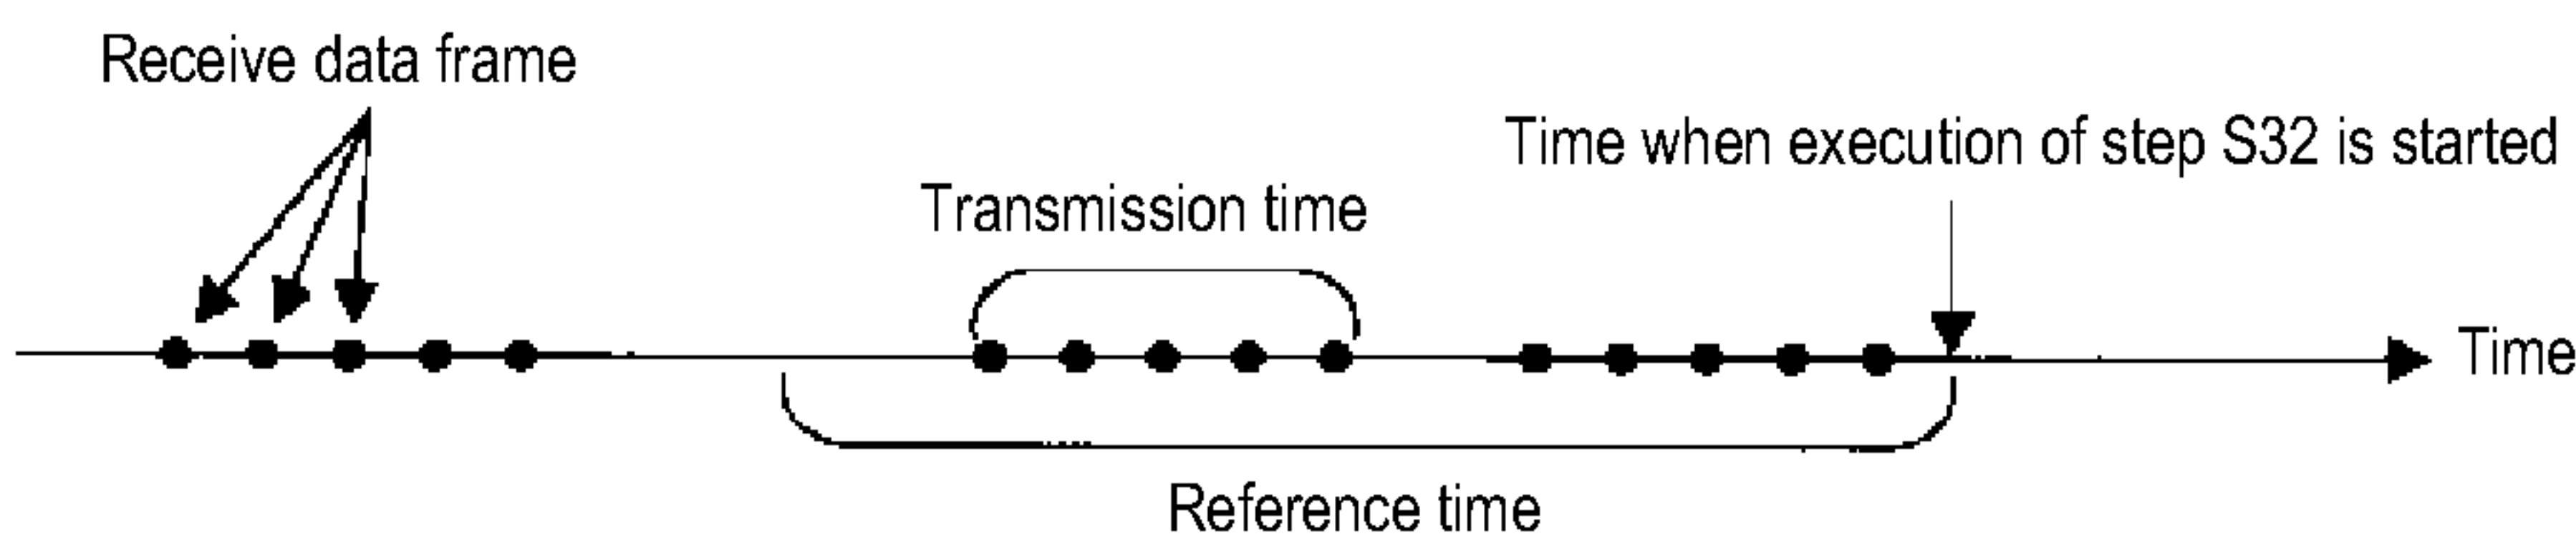 Receive data frame
Time when execution of step S32 is started
Transmission time
Time
Reference time